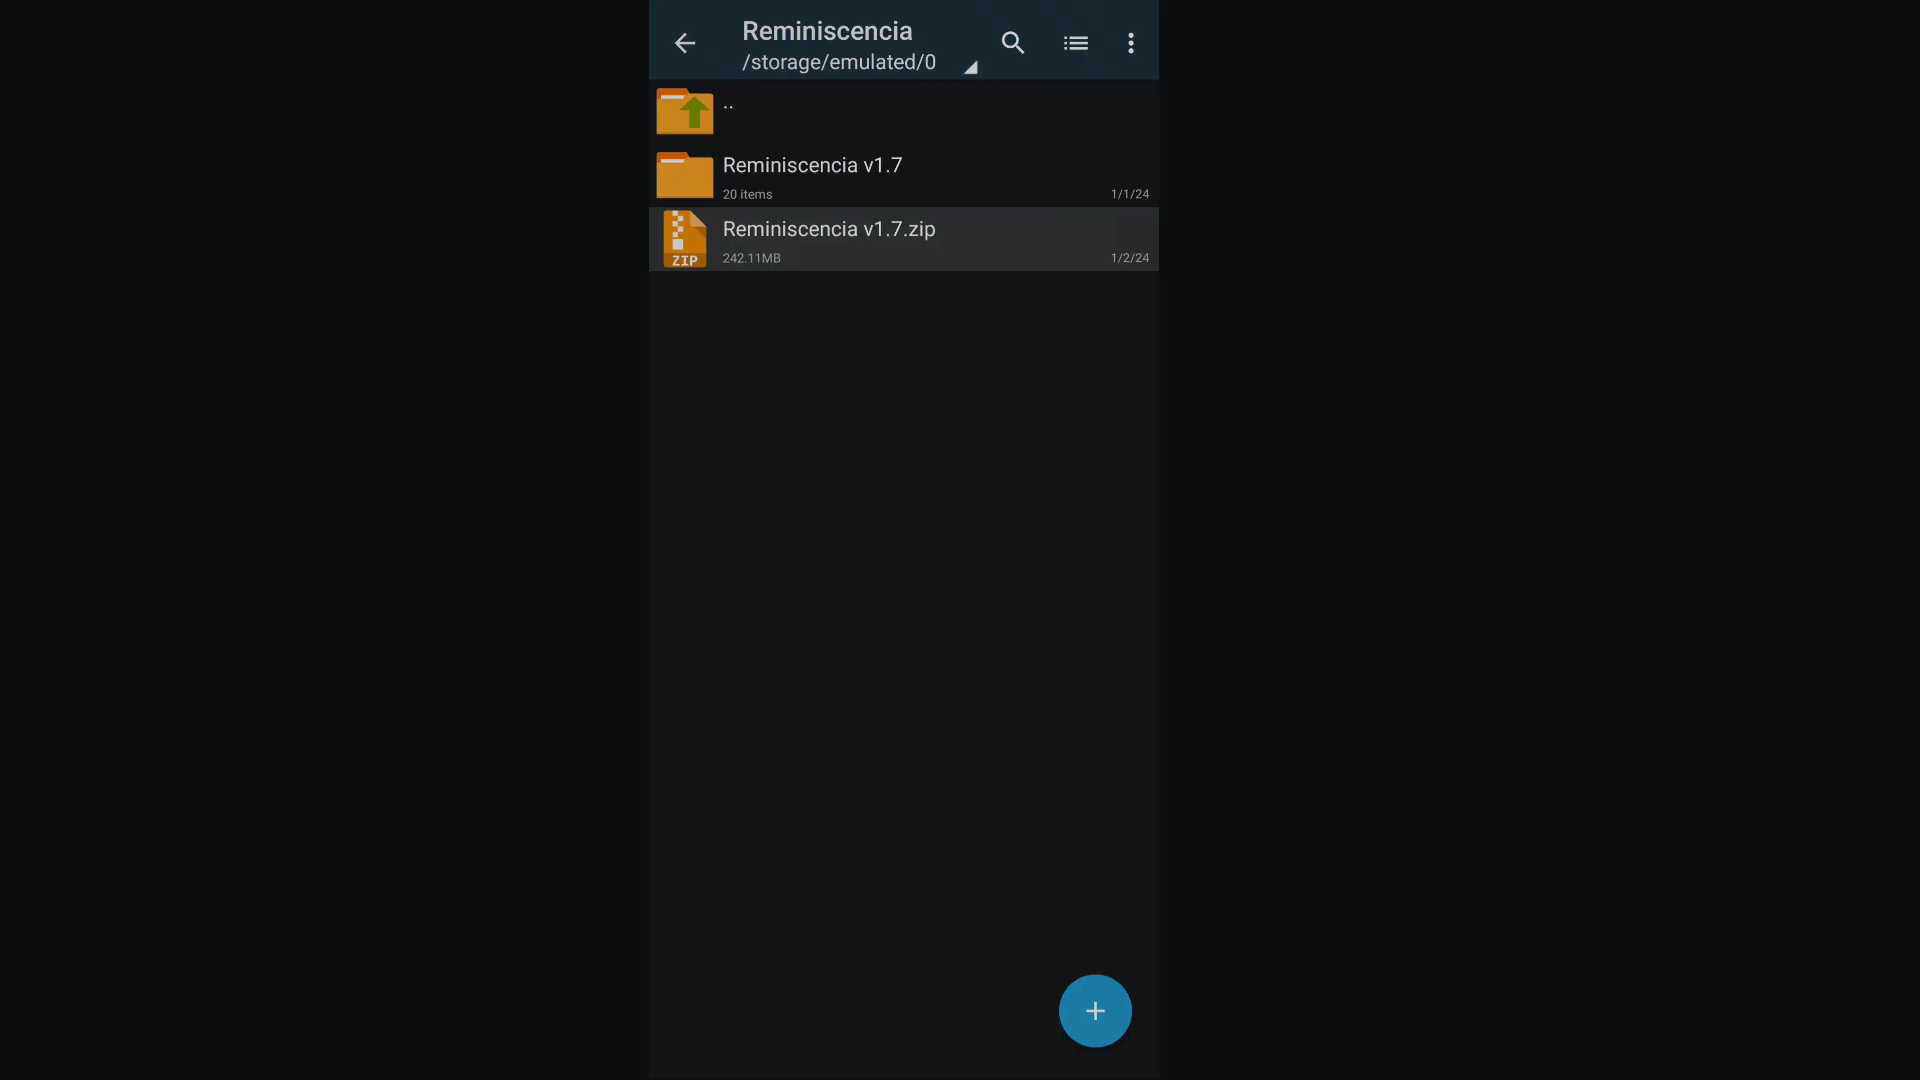 Reminiscencia
/storage/emulated/0
..
Reminiscencia v1.7
20 items
1/1/24
Reminiscencia v1.7.zip
ZIP
242.11MB
1/2/24